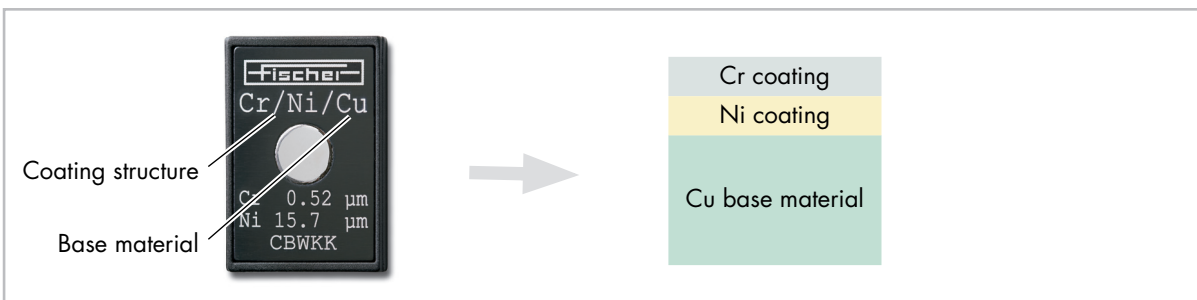 Fischer
Cr/Ni/Cu
Coating structure
Cr 0.52 µm
Ni 15.7 µm
Base material
CBWKK
Cr coating
Ni coating
Cu base material